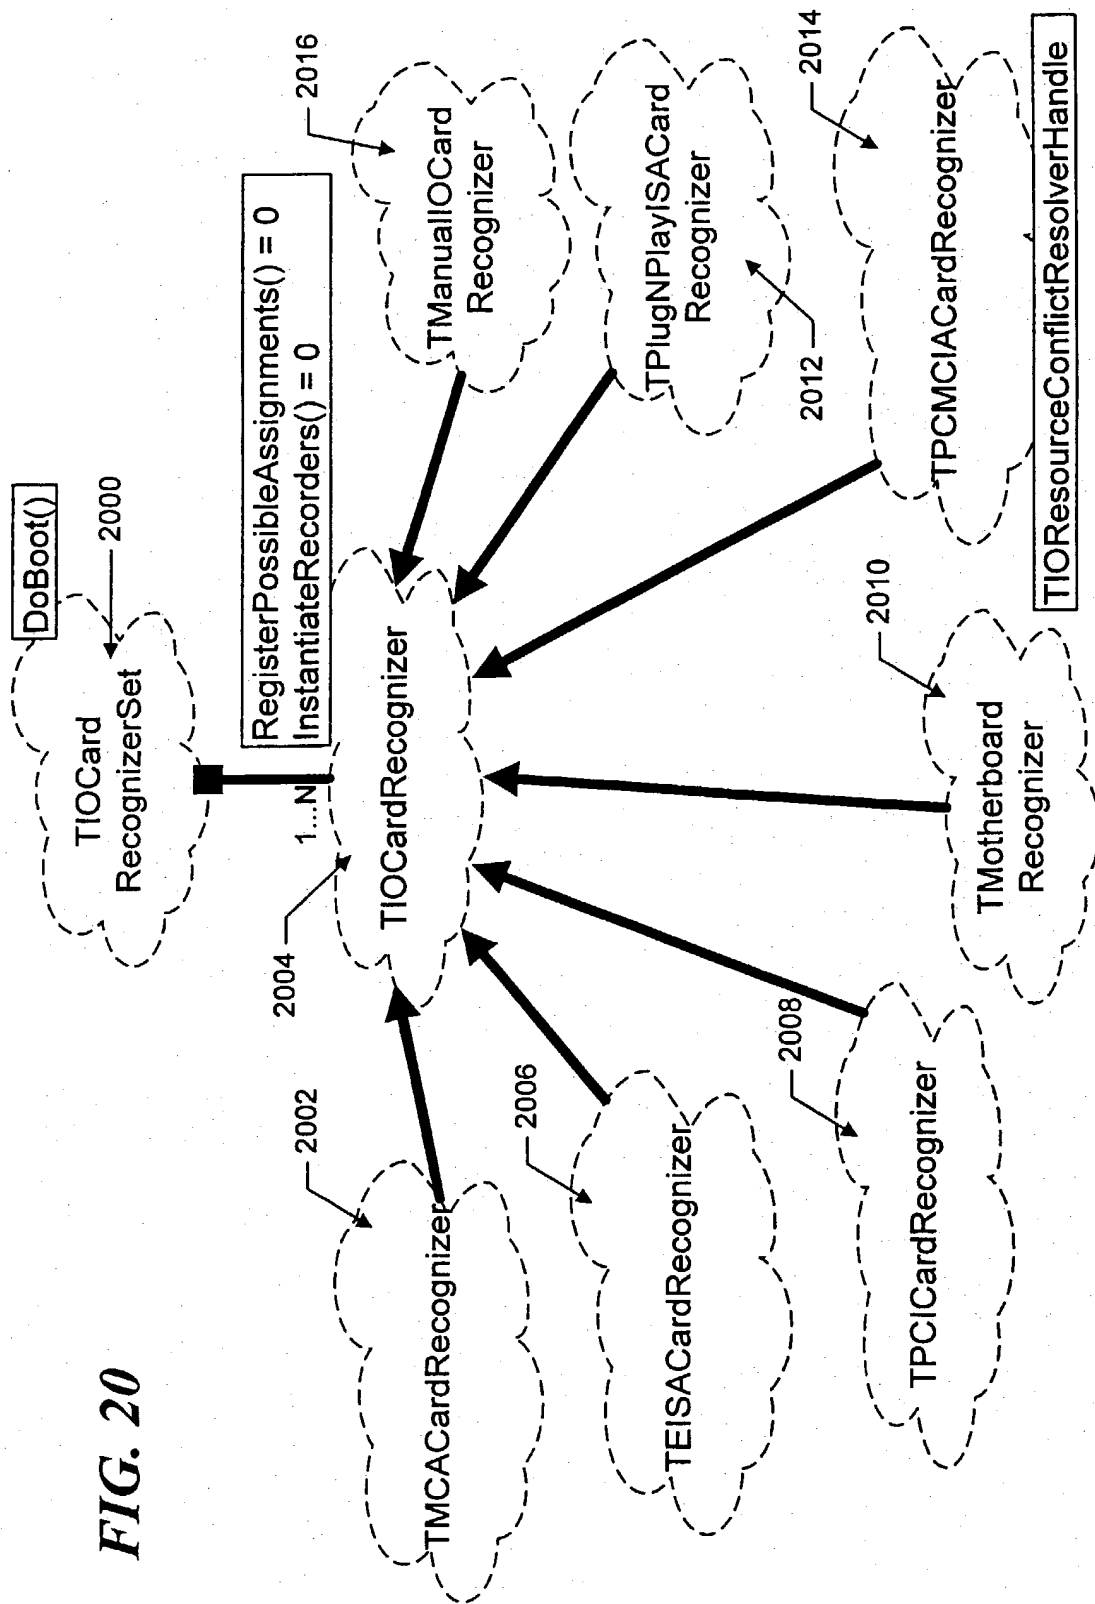 FIG. 20
DoBoot()
TIOCard
RecognizerSet
2000
RegisterPossibleAssignments() = 0
InstantiateRecorders() = 0
1...N
2004
TIOCardRecognizer
2002
TMCACardRecognizer
2016
TManualIOCard
Recognizer
2006
TEISACardRecognizer
TPlugNPlayISACard
Recognizer
2012
2008
TPCICardRecognizer
2010
TMotherboard
Recognizer
2014
TPCMCIACardRecognizer
TIOResourceConflictResolverHandle